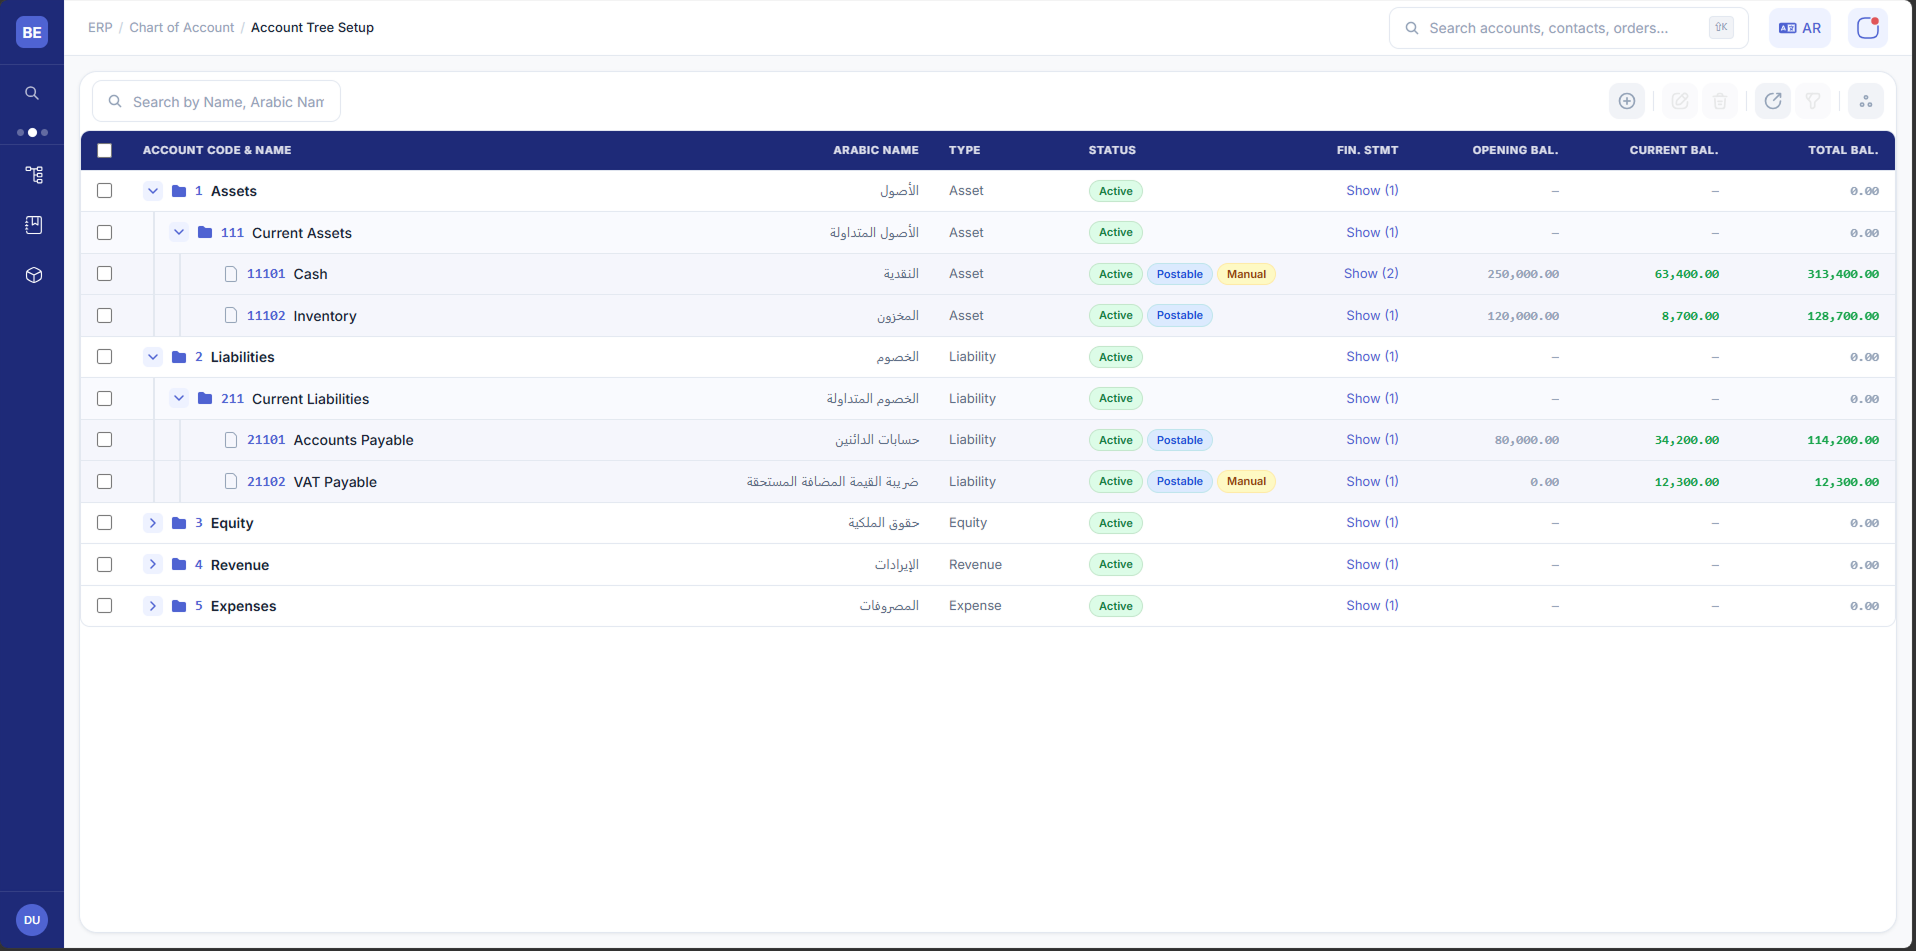 BE
ERP / Chart of Account / Account Tree Setup
Search accounts, contacts, orders... ⇧K
AR
Search by Name, Arabic Nam
ACCOUNT CODE & NAME ARABIC NAME TYPE STATUS FIN. STMT OPENING BAL. CURRENT BAL. TOTAL BAL.
1 Assets الأصول Asset Active Show (1) – – 0.00
111 Current Assets الأصول المتداولة Asset Active Show (1) – – 0.00
11101 Cash النقدية Asset Active Postable Manual Show (2) 250,000.00 63,400.00 313,400.00
11102 Inventory المخزون Asset Active Postable Show (1) 120,000.00 8,700.00 128,700.00
2 Liabilities الخصوم Liability Active Show (1) – – 0.00
211 Current Liabilities الخصوم المتداولة Liability Active Show (1) – – 0.00
21101 Accounts Payable حسابات الدائنين Liability Active Postable Show (1) 80,000.00 34,200.00 114,200.00
21102 VAT Payable ضريبة القيمة المضافة المستحقة Liability Active Postable Manual Show (1) 0.00 12,300.00 12,300.00
3 Equity حقوق الملكية Equity Active Show (1) – – 0.00
4 Revenue الإيرادات Revenue Active Show (1) – – 0.00
5 Expenses المصروفات Expense Active Show (1) – – 0.00
DU